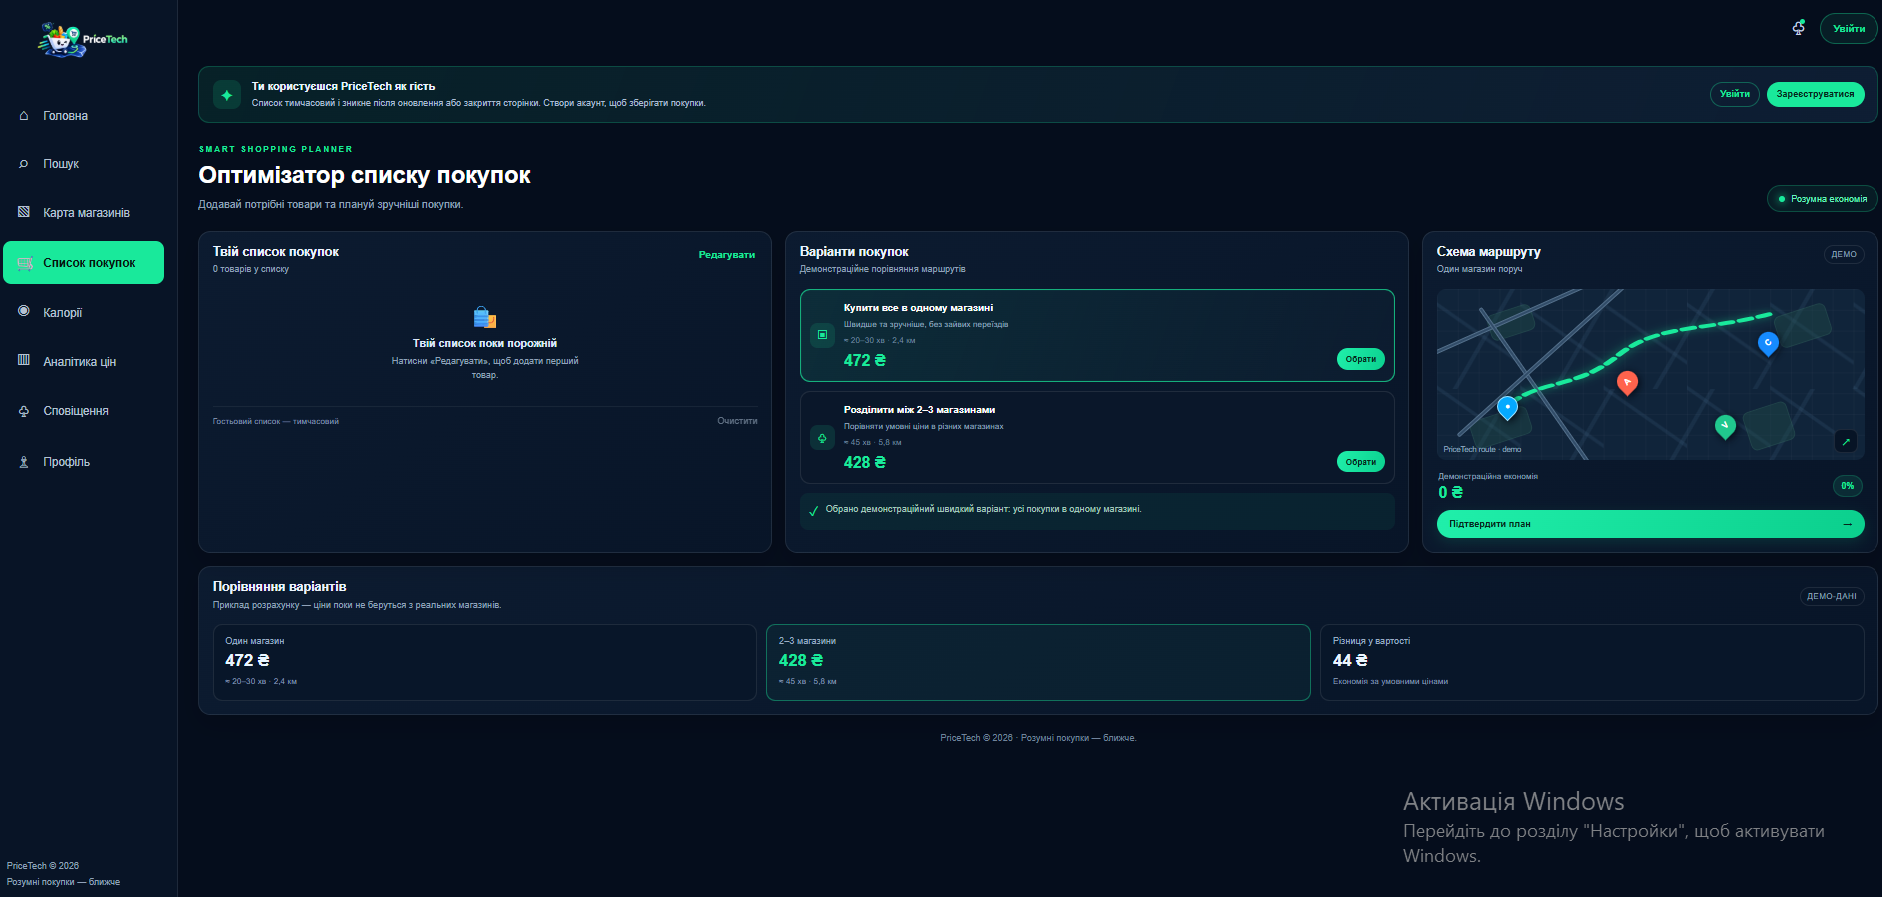 PriceTech
Увійти
Головна
Пошук
Карта магазинів
Список покупок
Калорії
Аналітика цін
Сповіщення
Профіль
PriceTech © 2026
Розумні покупки — ближче
Ти користуєшся PriceTech як гість
Список тимчасовий і зникне після оновлення або закриття сторінки. Створи акаунт, щоб зберігати покупки.
Увійти
Зареєструватися
SMART SHOPPING PLANNER
Оптимізатор списку покупок
Додавай потрібні товари та плануй зручніші покупки.
Розумна економія
Твій список покупок
0 товарів у списку
Редагувати
Твій список поки порожній
Натисни «Редагувати», щоб додати перший
товар.
Гостьовий список — тимчасовий
Очистити
Варіанти покупок
Демонстраційне порівняння маршрутів
Купити все в одному магазині
Швидше та зручніше, без зайвих переїздів
≈ 20–30 хв · 2,4 км
472 ₴
Обрати
Розділити між 2–3 магазинами
Порівняти умовні ціни в різних магазинах
≈ 45 хв · 5,8 км
428 ₴
Обрати
✓ Обрано демонстраційний швидкий варіант: усі покупки в одному магазині.
Схема маршруту
Один магазин поруч
ДЕМО
PriceTech route · demo
Демонстраційна економія
0 ₴
0%
Підтвердити план →
Порівняння варіантів
Приклад розрахунку — ціни поки не беруться з реальних магазинів.
ДЕМО-ДАНІ
Один магазин
472 ₴
≈ 20–30 хв · 2,4 км
2–3 магазини
428 ₴
≈ 45 хв · 5,8 км
Різниця у вартості
44 ₴
Економія за умовними цінами
PriceTech © 2026 · Розумні покупки — ближче.
Активація Windows
Перейдіть до розділу "Настройки", щоб активувати
Windows.